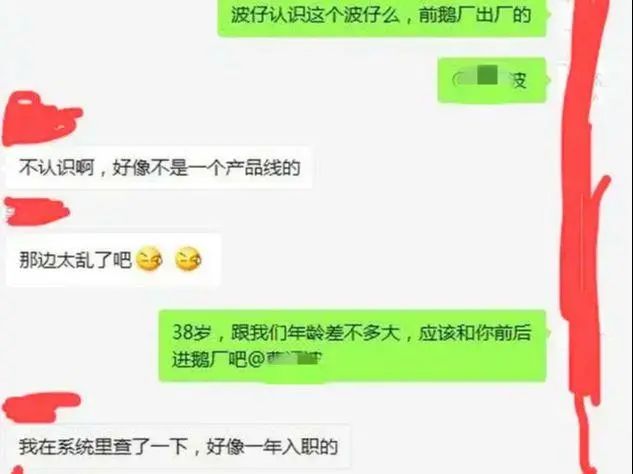 波仔认识这个波仔么，前鹅厂出厂的
波
不认识啊，好像不是一个产品线的
那边太乱了吧
38岁，跟我们年龄差不多大，应该和你前后
进鹅厂吧@
我在系统里查了一下，好像一年入职的